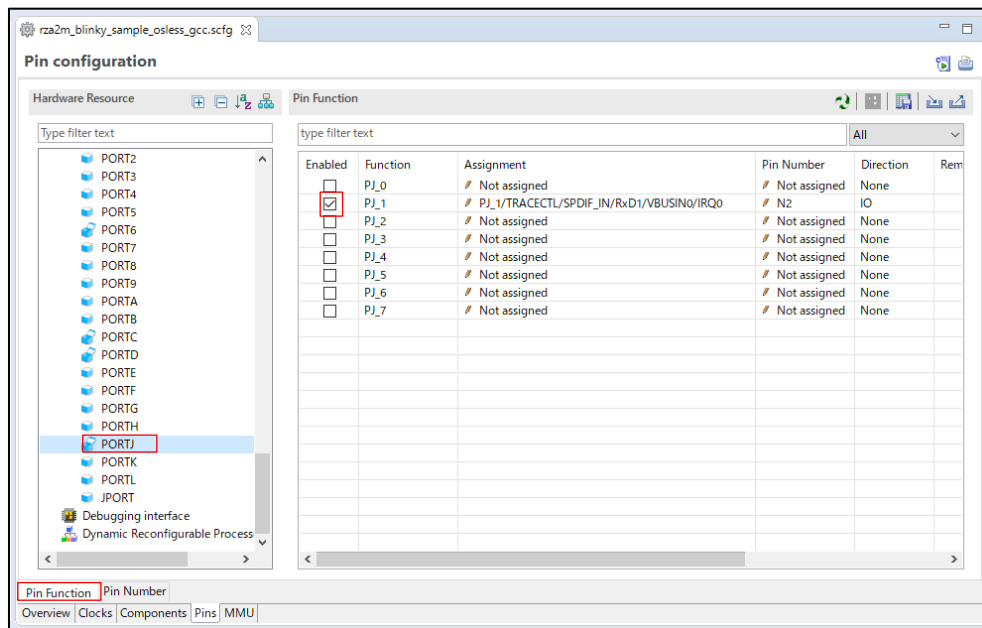 rza2m_blinky_sample_osless_gcc.scfg
Pin configuration
Hardware Resource
Type filter text
PORT2
PORT3
PORT4
PORT5
PORT6
PORT7
PORT8
PORT9
PORTA
PORTB
PORTC
PORTD
PORTE
PORTF
PORTG
PORTH
PORTJ
PORTK
PORTL
JPORT
Debugging interface
Dynamic Reconfigurable Process
Pin Function
type filter text All
Enabled Function Assignment Pin Number Direction Rem
PJ_0 Not assigned Not assigned None
PJ_1 PJ_1/TRACECTL/SPDIF_IN/RxD1/VBUSIN0/IRQ0 N2 IO
PJ_2 Not assigned Not assigned None
PJ_3 Not assigned Not assigned None
PJ_4 Not assigned Not assigned None
PJ_5 Not assigned Not assigned None
PJ_6 Not assigned Not assigned None
PJ_7 Not assigned Not assigned None
Pin Function Pin Number
Overview Clocks Components Pins MMU